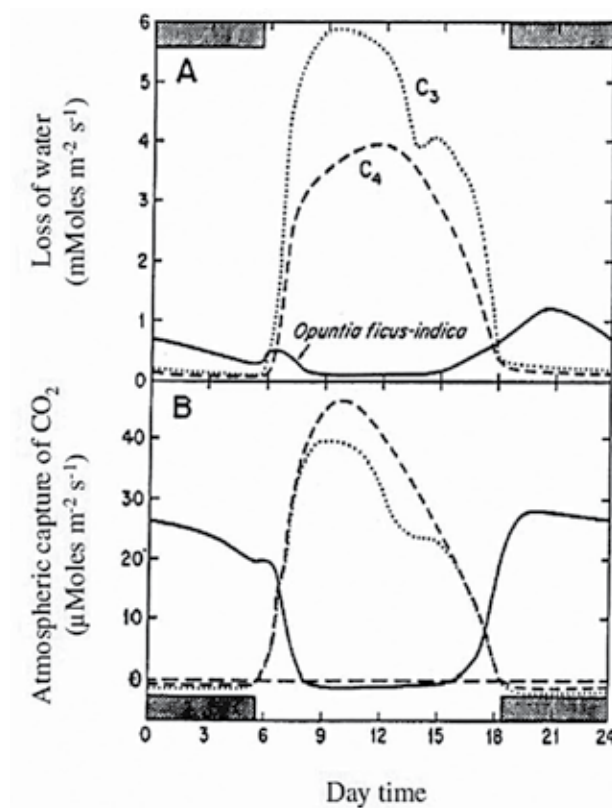 6
A
C3
5
Loss of water
(mMoles m-2 s-1)
4
C4
3
2
Opuntia ficus-indica
1
0
B
40
Atmospheric capture of CO2
(µMoles m-2 s-1)
30
20
10
0
0 3 6 9 12 15 18 21 24
Day time